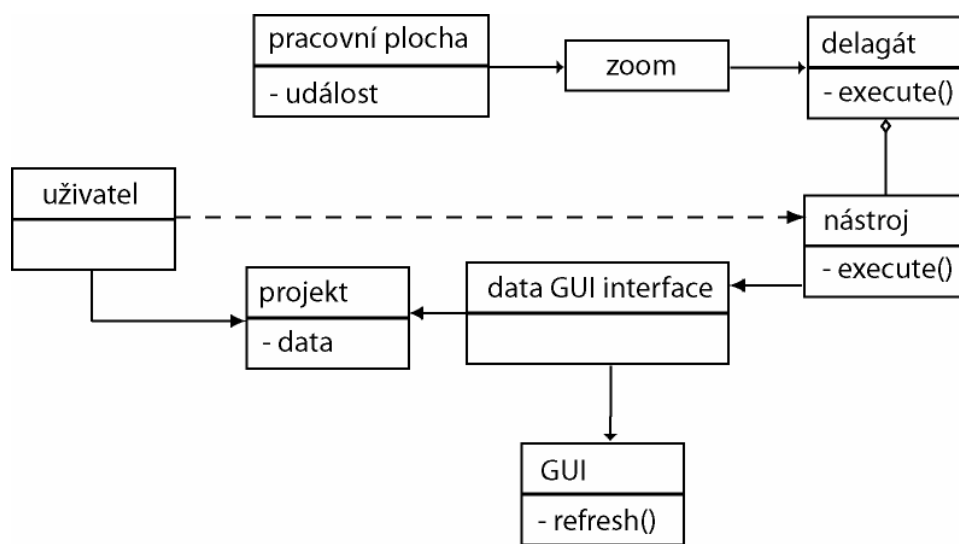 pracovní plocha
- událost
zoom
delagát
- execute()
uživatel
nástroj
- execute()
projekt
- data
data GUI interface
GUI
- refresh()